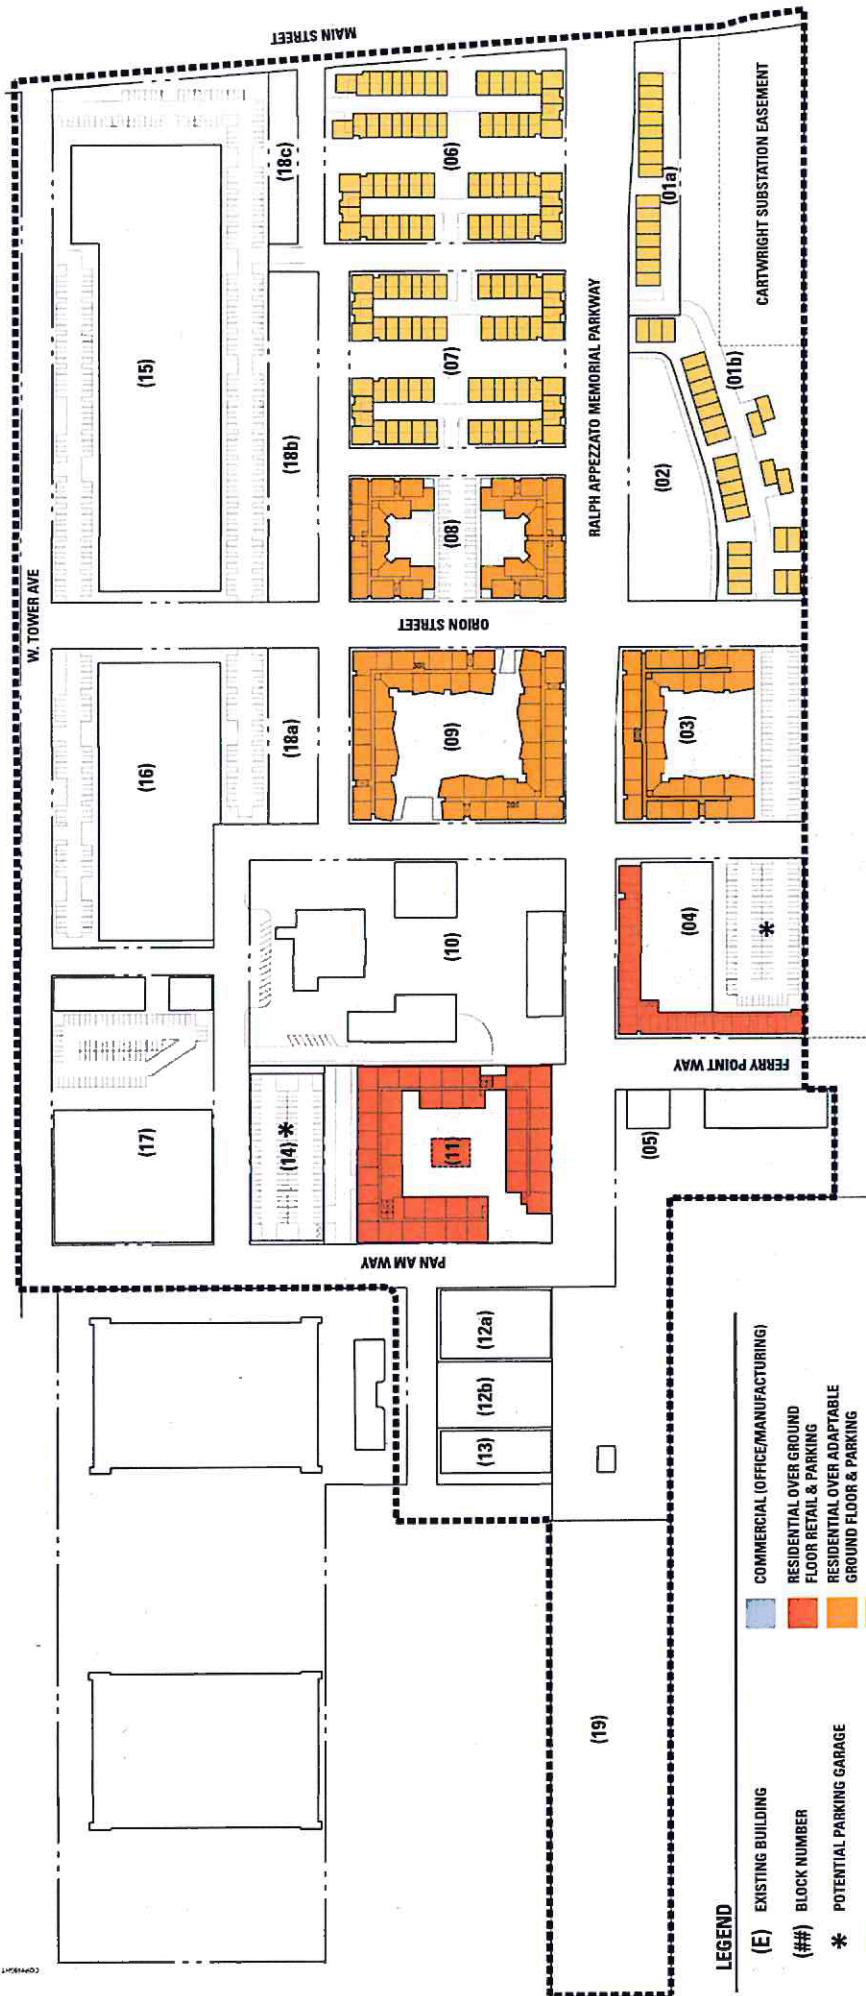 COPYRIGHT
W. TOWER AVE
MAIN STREET
(15)
(16)
(17)
(18a)
(18b)
(18c)
(14) *
(06)
(07)
(08)
(09)
(10)
(11)
ORION STREET
PAN AM WAY
RALPH APPEZZATO MEMORIAL PARKWAY
(12a)
(12b)
(13)
(01a)
(01b)
(02)
(03)
(04)
*
(05)
CARTWRIGHT SUBSTATION EASEMENT
FERRY POINT WAY
(19)
LEGEND
(E) EXISTING BUILDING
(##) BLOCK NUMBER
* POTENTIAL PARKING GARAGE
COMMERCIAL (OFFICE/MANUFACTURING)
RESIDENTIAL OVER GROUND
FLOOR RETAIL & PARKING
RESIDENTIAL OVER ADAPTABLE
GROUND FLOOR & PARKING